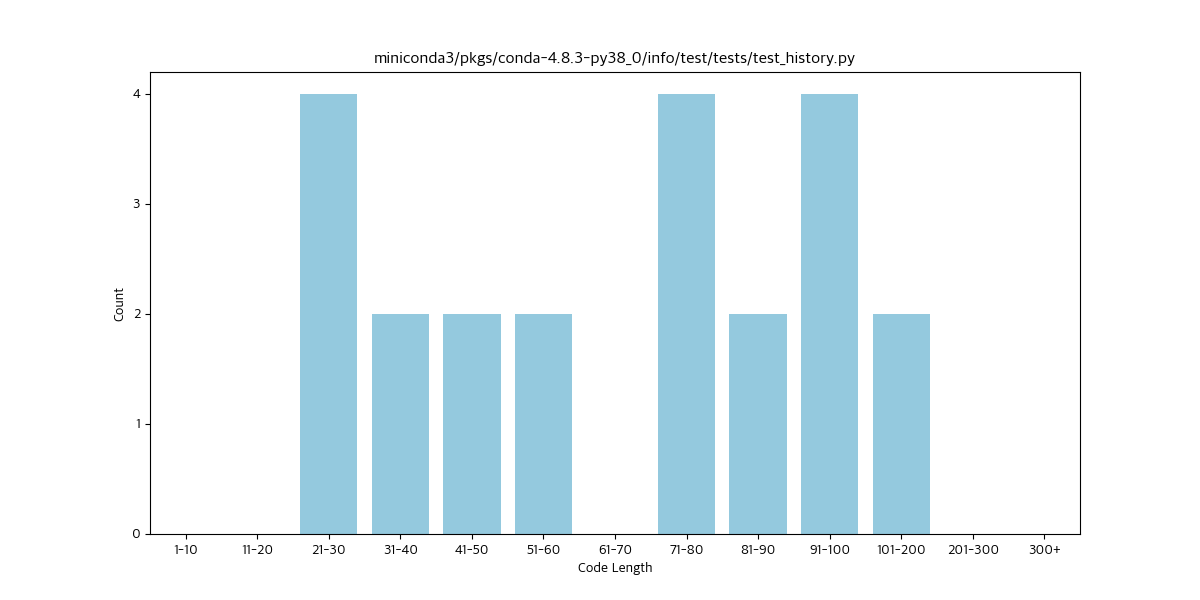 miniconda3/pkgs/conda-4.8.3-py38_0/info/test/tests/test_history.py
4
3
2
1
0
Count
1-10 11-20 21-30 31-40 41-50 51-60 61-70 71-80 81-90 91-100 101-200 201-300 300+
Code Length